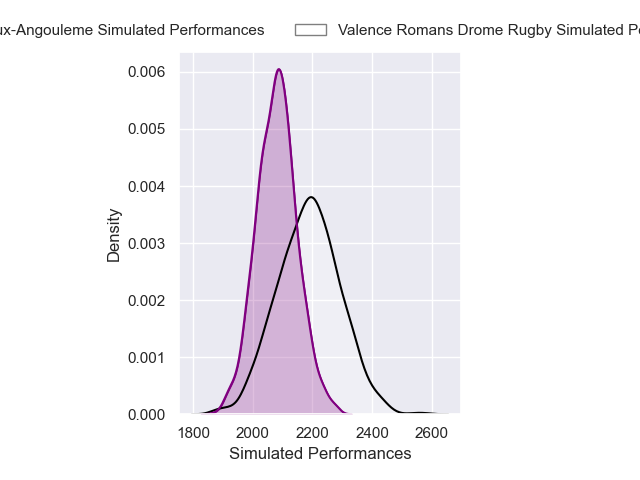 ux-Angouleme Simulated Performances Valence Romans Drome Rugby Simulated Pe
0.006
0.005
0.004
0.003
0.002
0.001
0.000
Density
1800 2000 2200 2400 2600
Simulated Performances